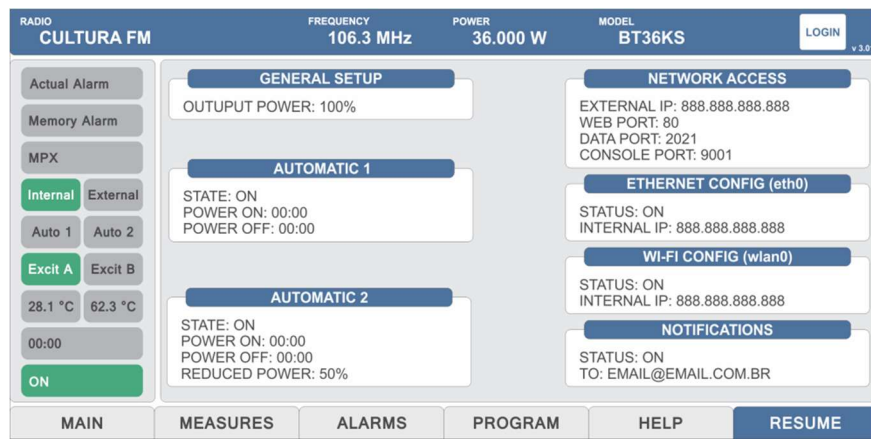 RADIO
CULTURA FM
FREQUENCY
106.3 MHz
POWER
36.000 W
MODEL
BT36KS
LOGIN
v 3.0
Actual Alarm
Memory Alarm
MPX
Internal External
Auto 1 Auto 2
Excit A Excit B
28.1 °C 62.3 °C
00:00
ON
GENERAL SETUP
OUTUPUT POWER: 100%
AUTOMATIC 1
STATE: ON
POWER ON: 00:00
POWER OFF: 00:00
AUTOMATIC 2
STATE: ON
POWER ON: 00:00
POWER OFF: 00:00
REDUCED POWER: 50%
NETWORK ACCESS
EXTERNAL IP: 888.888.888.888
WEB PORT: 80
DATA PORT: 2021
CONSOLE PORT: 9001
ETHERNET CONFIG (eth0)
STATUS: ON
INTERNAL IP: 888.888.888.888
WI-FI CONFIG (wlan0)
STATUS: ON
INTERNAL IP: 888.888.888.888
NOTIFICATIONS
STATUS: ON
TO: EMAIL@EMAIL.COM.BR
MAIN MEASURES ALARMS PROGRAM HELP RESUME